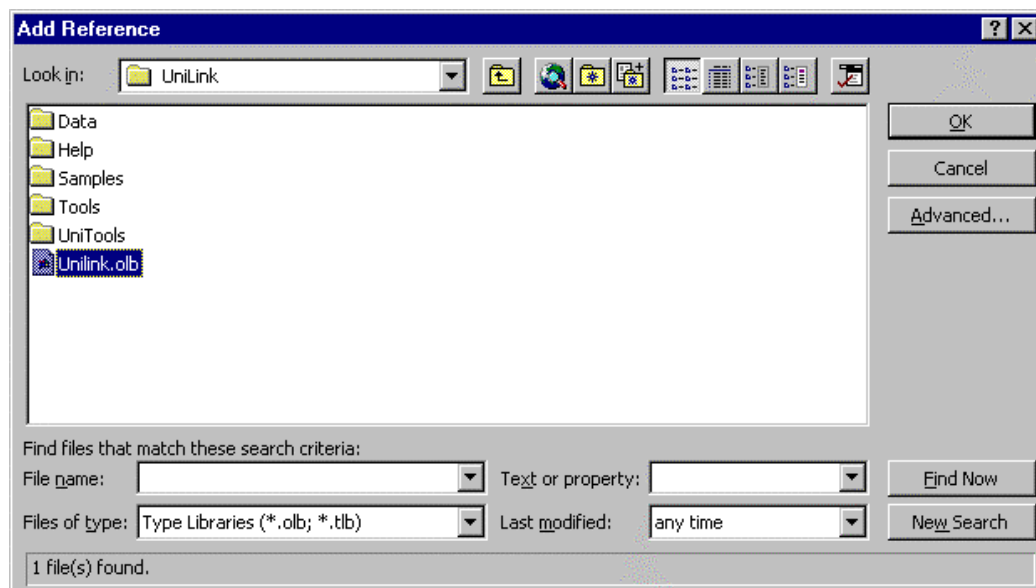 Add Reference
Look in: UniLink
Data
Help
Samples
Tools
UniTools
Unilink.olb
OK
Cancel
Advanced...
Find files that match these search criteria:
File name: Text or property: Find Now
Files of type: Type Libraries (*.olb; *.tlb) Last modified: any time New Search
1 file(s) found.